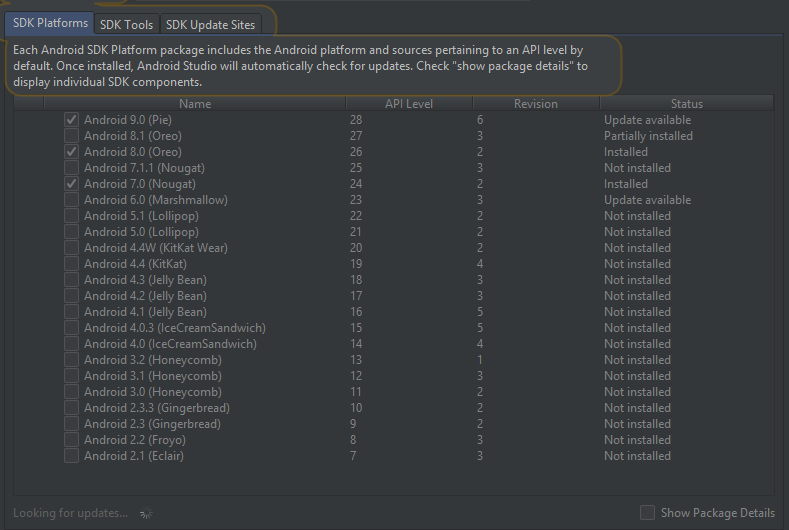 SDK Platforms SDK Tools SDK Update Sites
Each Android SDK Platform package includes the Android platform and sources pertaining to an API level by
default. Once installed, Android Studio will automatically check for updates. Check "show package details" to
display individual SDK components.
Name API Level Revision Status
Android 9.0 (Pie) 28 6 Update available
Android 8.1 (Oreo) 27 3 Partially installed
Android 8.0 (Oreo) 26 2 Installed
Android 7.1.1 (Nougat) 25 3 Not installed
Android 7.0 (Nougat) 24 2 Installed
Android 6.0 (Marshmallow) 23 3 Update available
Android 5.1 (Lollipop) 22 2 Not installed
Android 5.0 (Lollipop) 21 2 Not installed
Android 4.4W (KitKat Wear) 20 2 Not installed
Android 4.4 (KitKat) 19 4 Not installed
Android 4.3 (Jelly Bean) 18 3 Not installed
Android 4.2 (Jelly Bean) 17 3 Not installed
Android 4.1 (Jelly Bean) 16 5 Not installed
Android 4.0.3 (IceCreamSandwich) 15 5 Not installed
Android 4.0 (IceCreamSandwich) 14 4 Not installed
Android 3.2 (Honeycomb) 13 1 Not installed
Android 3.1 (Honeycomb) 12 3 Not installed
Android 3.0 (Honeycomb) 11 2 Not installed
Android 2.3.3 (Gingerbread) 10 2 Not installed
Android 2.3 (Gingerbread) 9 2 Not installed
Android 2.2 (Froyo) 8 3 Not installed
Android 2.1 (Eclair) 7 3 Not installed
Looking for updates... Show Package Details